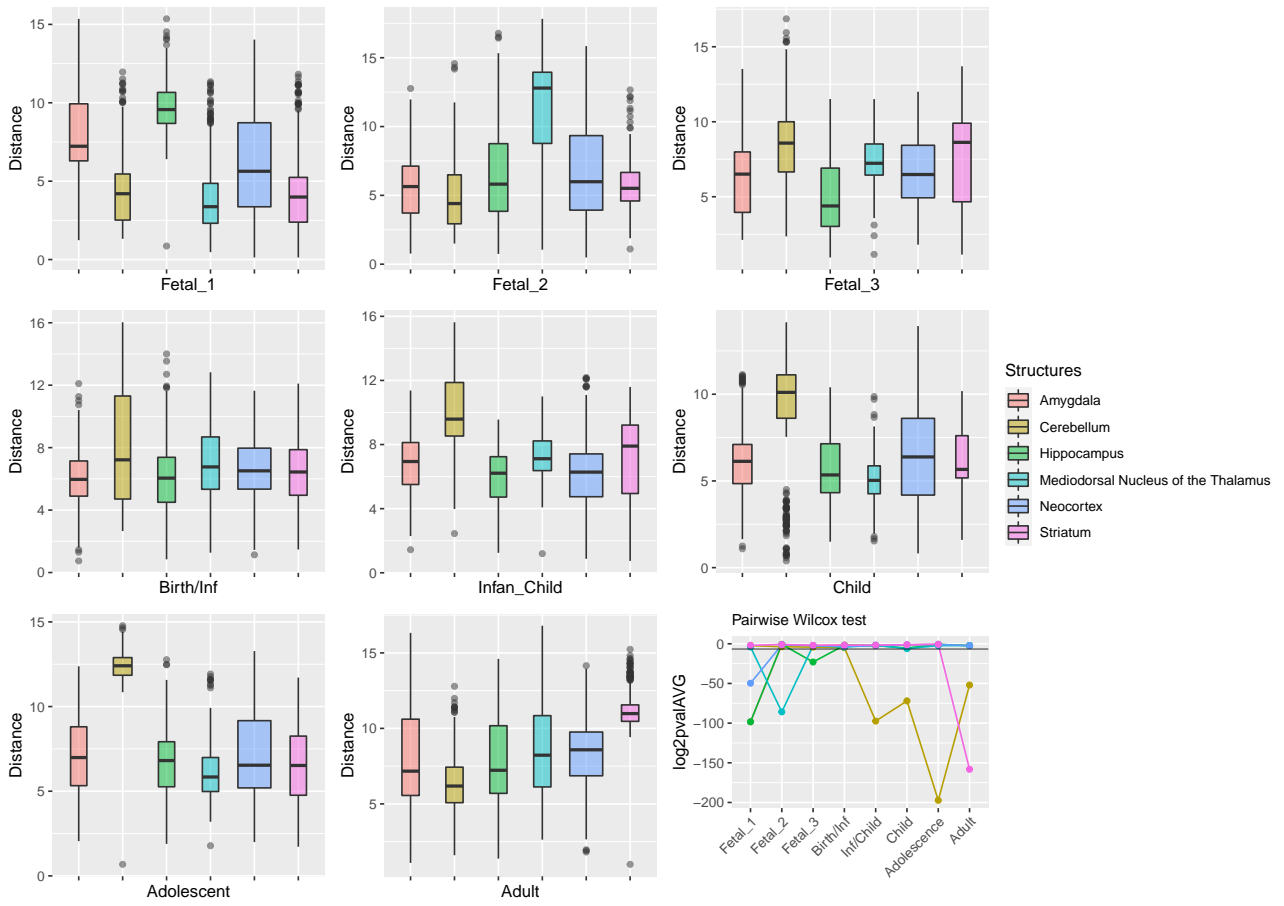 Distance
15
10
5
0
Fetal_1
Distance
15
10
5
0
Fetal_2
Distance
15
10
5
Fetal_3
Distance
16
12
8
4
0
Birth/Inf
Distance
16
12
8
4
0
Infan_Child
Distance
10
5
0
Child
Structures
Amygdala
Cerebellum
Hippocampus
Mediodorsal Nucleus of the Thalamus
Neocortex
Striatum
Distance
15
10
5
0
Adolescent
Distance
15
10
5
Adult
Pairwise Wilcox test
log2pvalAVG
0
−50
−100
−150
−200
Fetal_1
Fetal_2
Fetal_3
Birth/Inf
Inf/Child
Child
Adolescence
Adult